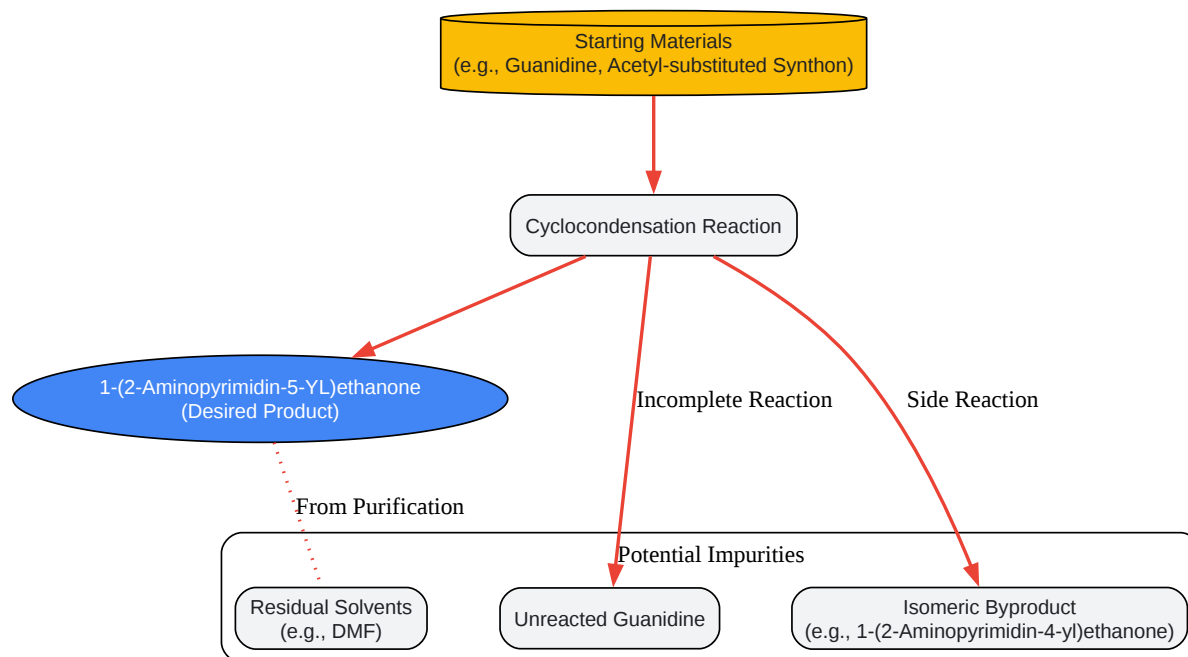 Starting Materials
(e.g., Guanidine, Acetyl-substituted Synthon)
Cyclocondensation Reaction
1-(2-Aminopyrimidin-5-YL)ethanone
(Desired Product)
Incomplete Reaction
Side Reaction
From Purification
Potential Impurities
Residual Solvents
(e.g., DMF)
Unreacted Guanidine
Isomeric Byproduct
(e.g., 1-(2-Aminopyrimidin-4-yl)ethanone)